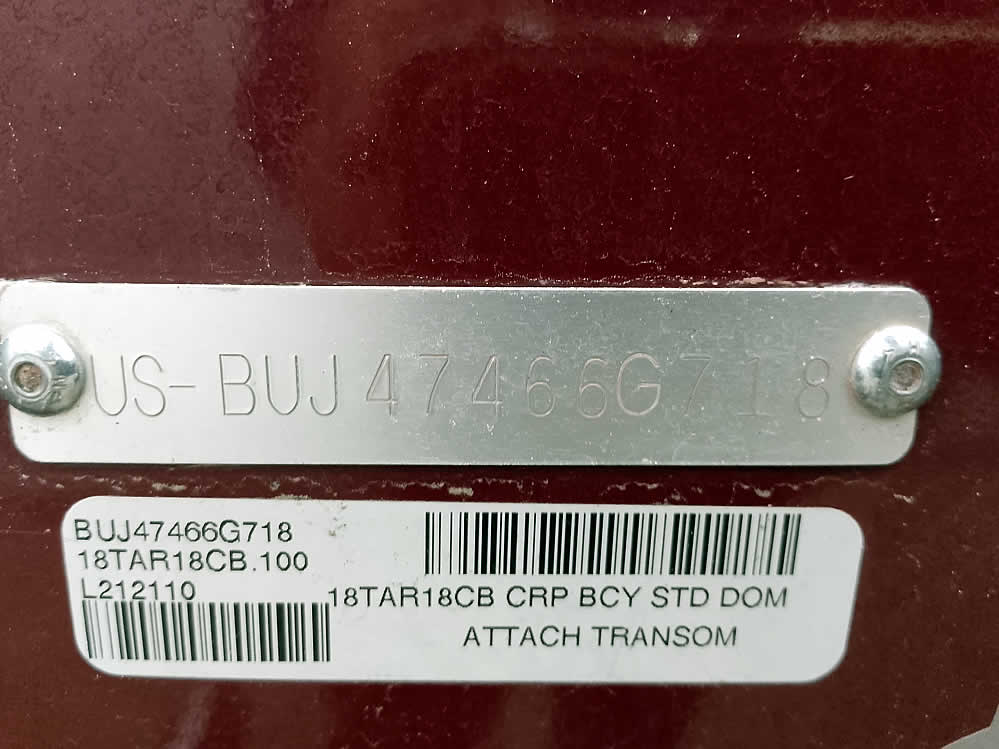 US-BUJ47466G718
BUJ47466G718
18TAR18CB.100
L212110
18TAR18CB CRP BCY STD DOM
ATTACH TRANSOM